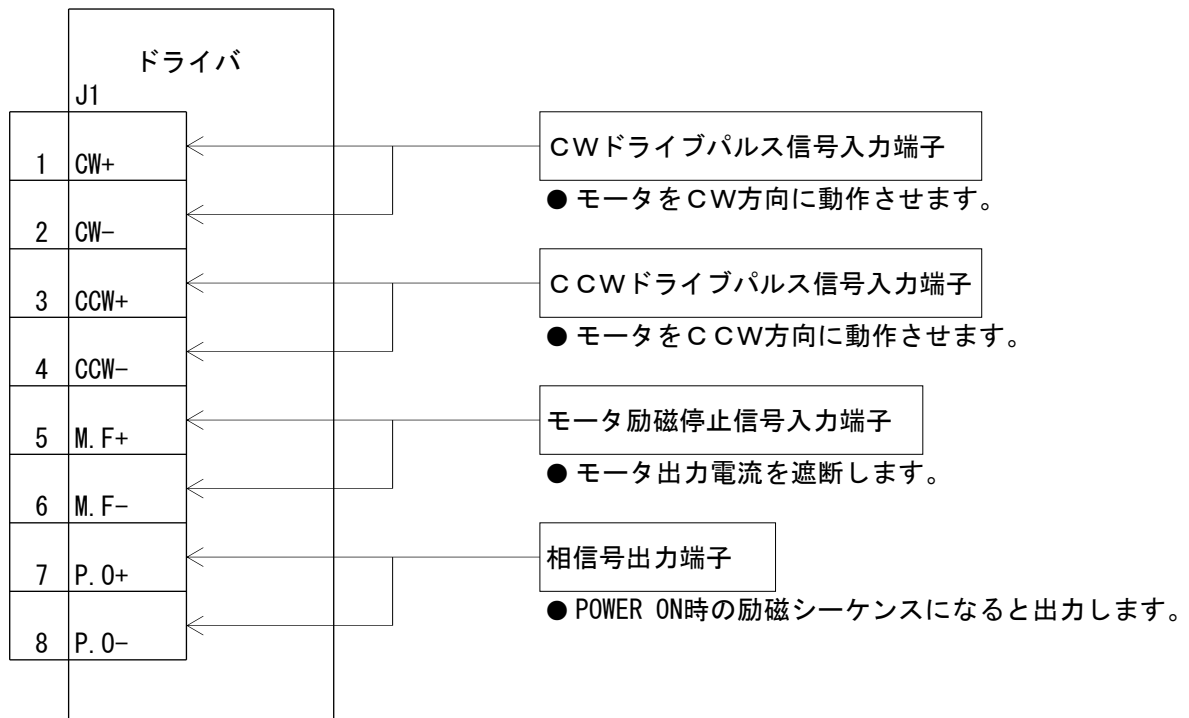 ドライバ
J1
1 CW+
2 CW-
3 CCW+
4 CCW-
5 M.F+
6 M.F-
7 P.O+
8 P.O-
CWドライブパルス信号入力端子
● モータをCW方向に動作させます。
CCWドライブパルス信号入力端子
● モータをCCW方向に動作させます。
モータ励磁停止信号入力端子
● モータ出力電流を遮断します。
相信号出力端子
● POWER ON時の励磁シーケンスになると出力します。